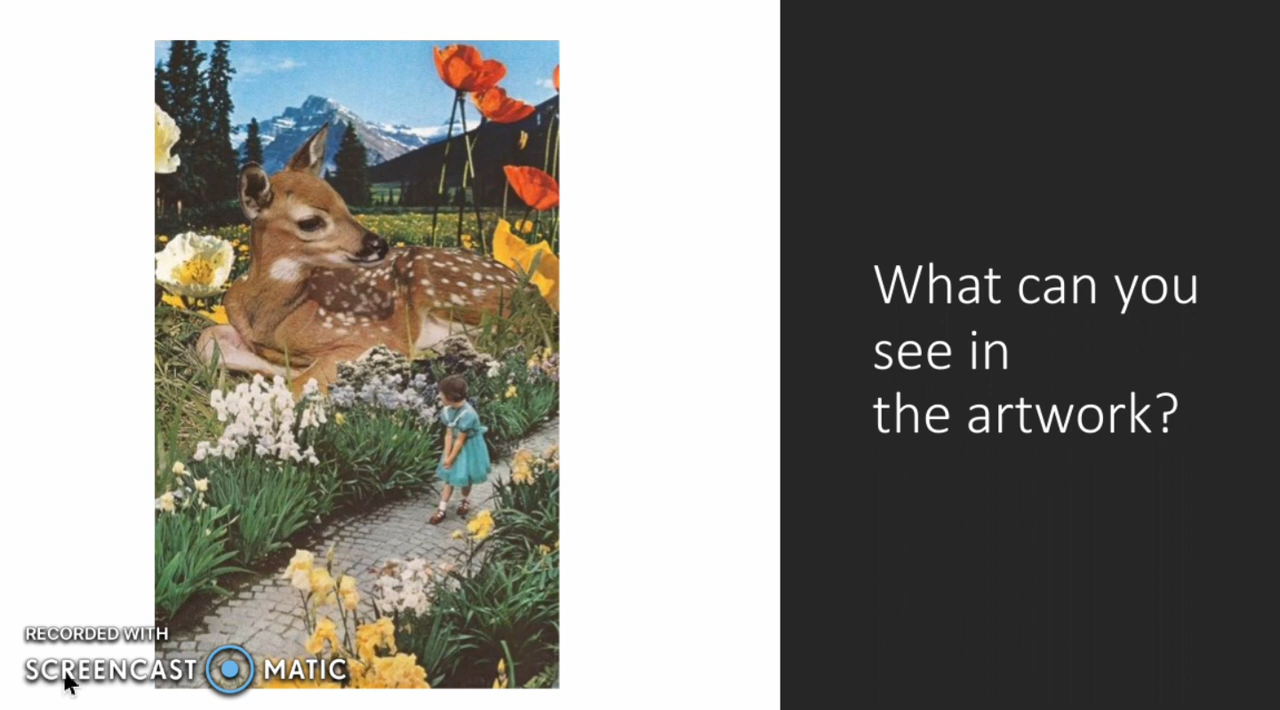 What can you
see in
the artwork?
RECORDED WITH
SCREENCAST MATIC